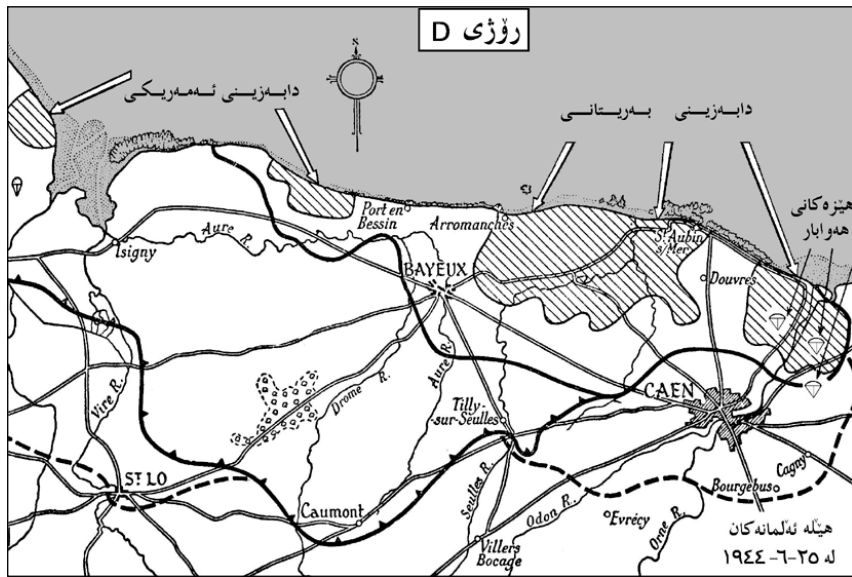 رۆژی D
N
دابەزینی ئەمەریکی
دابەزینی بەریتانی
هێزەکانی
هەوابار
Port en
Bessin
Arromanches
St Aubin
s/Mer
Isigny
Aure R.
BAYEUX
Douvres
Vire R.
Drome R.
Aure R.
CAEN
Tilly-
sur-Seulles
ST LO
Caumont
Seulles R.
Odon R.
Orne R.
Cagny
Bourgebus
Evrécy
Villers
Bocage
هێڵە ئەڵمانەکان
لە ٢٥-٦-١٩٤٤